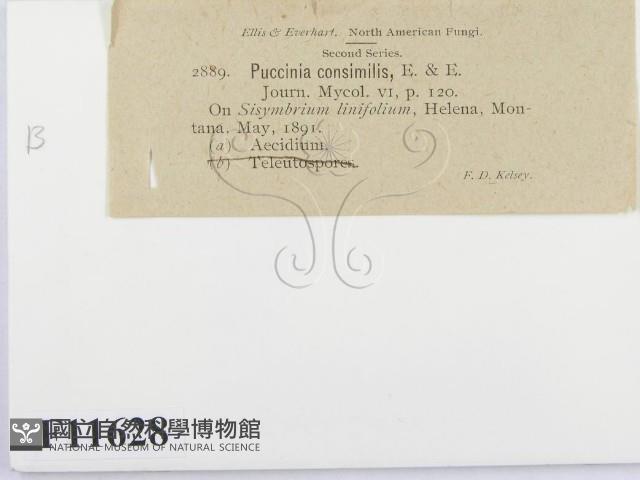 Ellis & Everhart. North American Fungi.
Second Series.
2889. Puccinia consimilis, E. & E.
Journ. Mycol. VI, p. 120.
On Sisymbrium linifolium, Helena, Mon-
tana. May, 1891.
(a) Aecidium.
(b) Teleutospores.
F. D. Kelsey.
B
F11628
國立自然科學博物館
NATIONAL MUSEUM OF NATURAL SCIENCE